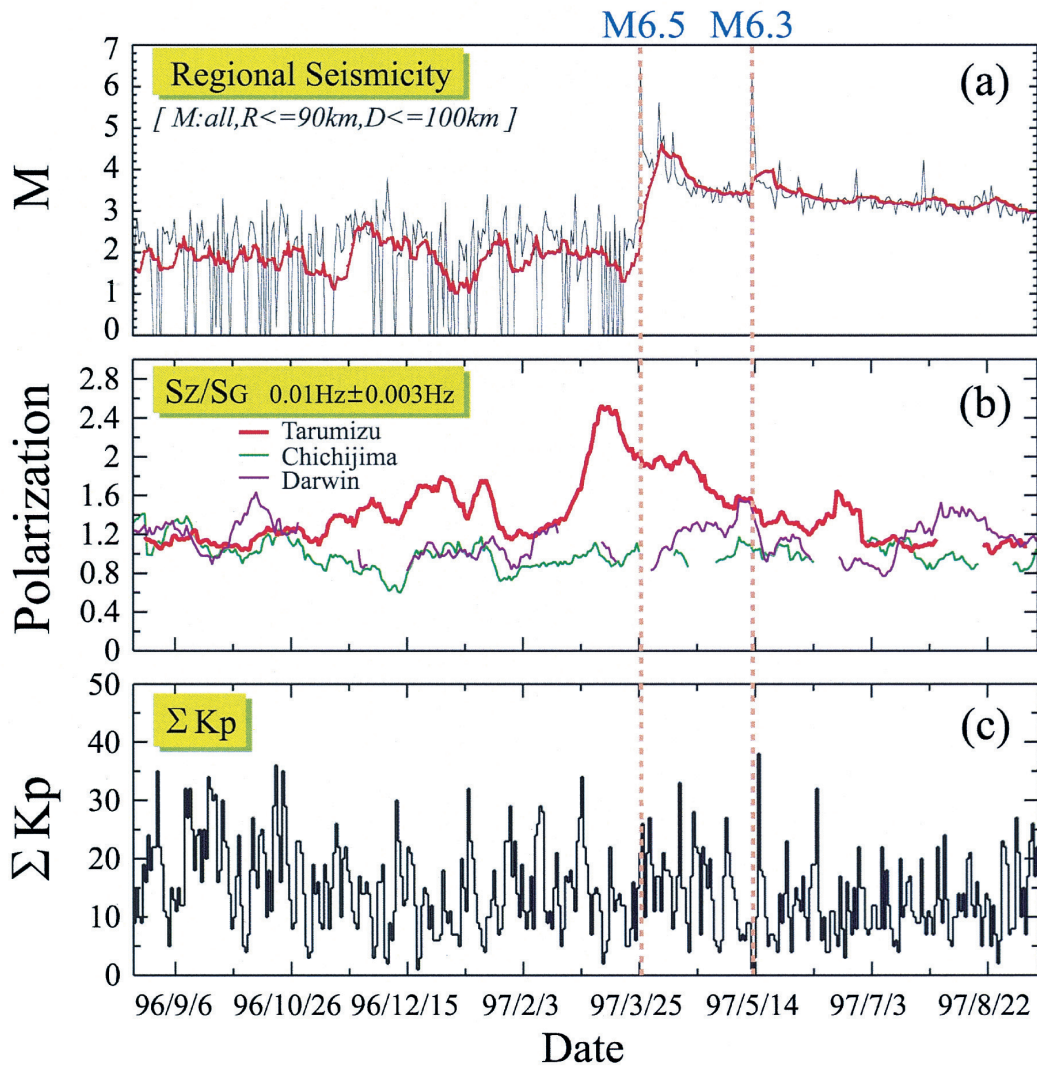 M6.5 M6.3
Regional Seismicity
(a)
[ M:all,R<=90km,D<=100km ]
M
7
6
5
4
3
2
1
0
SZ/SG 0.01Hz±0.003Hz
(b)
Tarumizu
Chichijima
Darwin
Polarization
2.8
2.4
2
1.6
1.2
0.8
0.4
0
Σ Kp
(c)
Σ Kp
50
40
30
20
10
0
96/9/6 96/10/26 96/12/15 97/2/3 97/3/25 97/5/14 97/7/3 97/8/22
Date